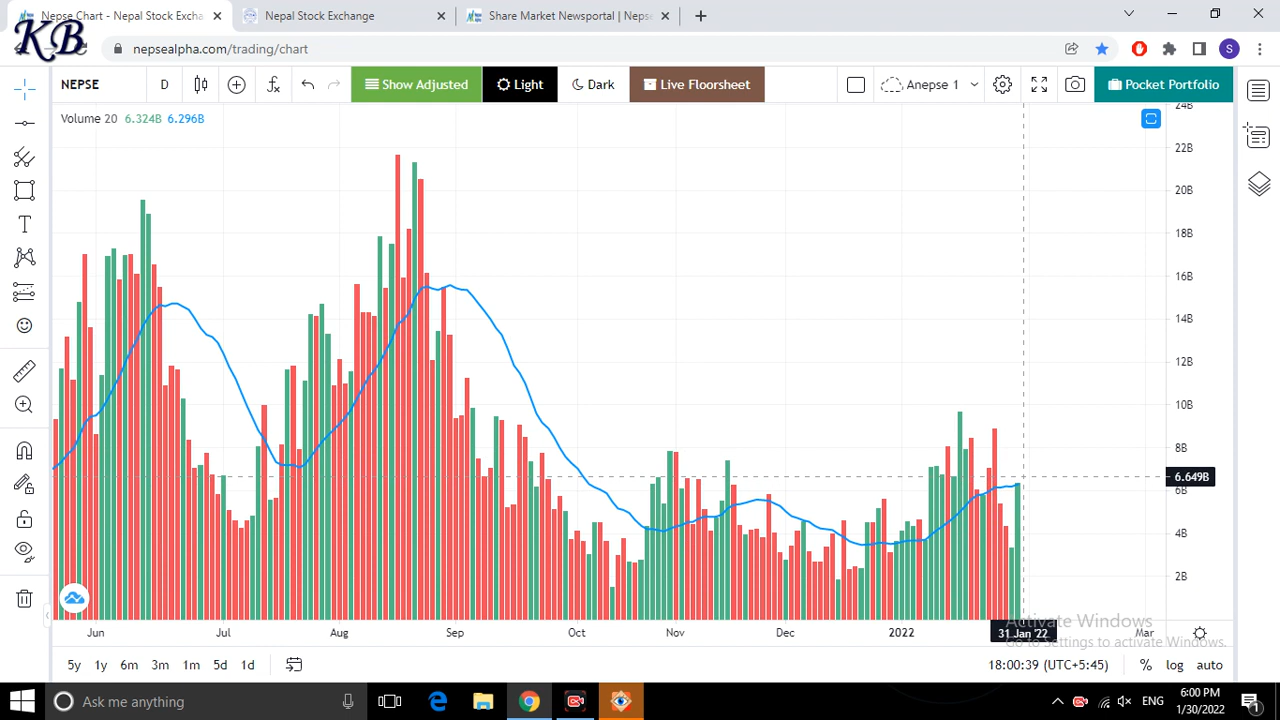 Nepse Chart - Nepal Stock Excha
Nepal Stock Exchange
Share Market Newsportal | Neps
KB
nepsealpha.com/trading/chart
S
NEPSE
D
Show Adjusted
Light
Dark
Live Floorsheet
Anepse 1
Pocket Portfolio
Volume 20 6.324B 6.296B
24B
22B
20B
18B
16B
14B
12B
10B
8B
6.649B
6B
4B
2B
Jun
Jul
Aug
Sep
Oct
Nov
Dec
2022
31 Jan '22
Mar
Activate Windows
Go to Settings to activate Windows.
5y
1y
6m
3m
1m
5d
1d
18:00:39 (UTC+5:45)
%
log
auto
Ask me anything
ENG
6:00 PM
1/30/2022
1